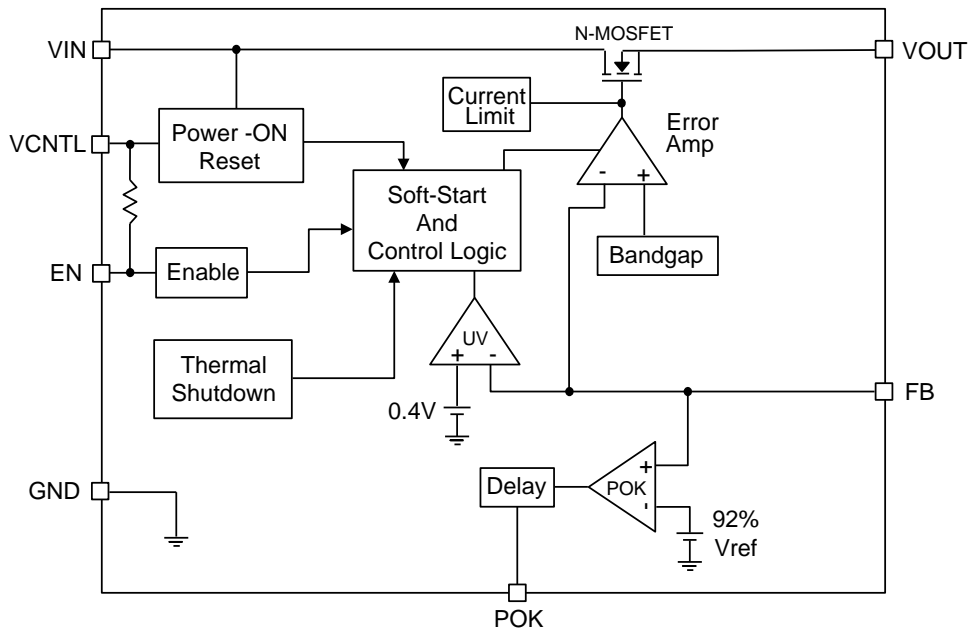 N-MOSFET
VIN
VOUT
Current
Limit
Error
Amp
VCNTL
Power -ON
Reset
- +
Soft-Start
And
Control Logic
Bandgap
EN
Enable
UV
+ -
Thermal
Shutdown
0.4V
FB
GND
Delay
+
POK
-
92%
Vref
POK